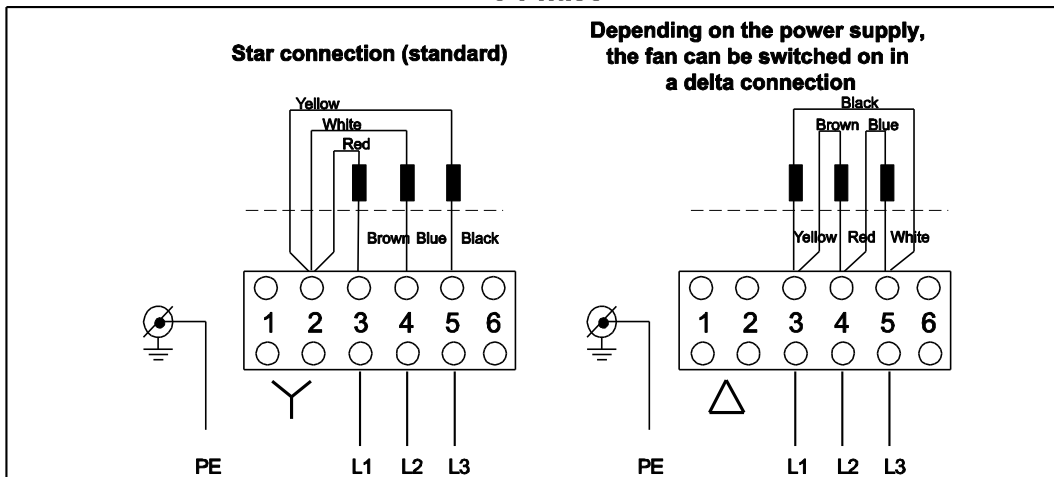 Star connection (standard)
Yellow
White
Red
Brown Blue Black
1 2 3 4 5 6
PE L1 L2 L3
Depending on the power supply,
the fan can be switched on in
a delta connection
Black
Brown Blue
Yellow Red White
1 2 3 4 5 6
PE L1 L2 L3